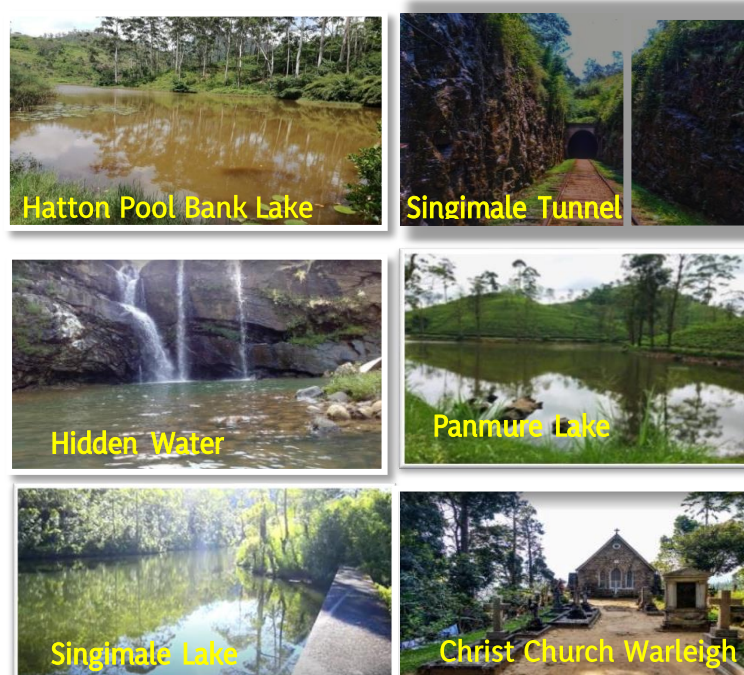 Hatton Pool Bank Lake
Singimale Tunnel
Hidden Water
Panmure Lake
Singimale Lake
Christ Church Warleigh